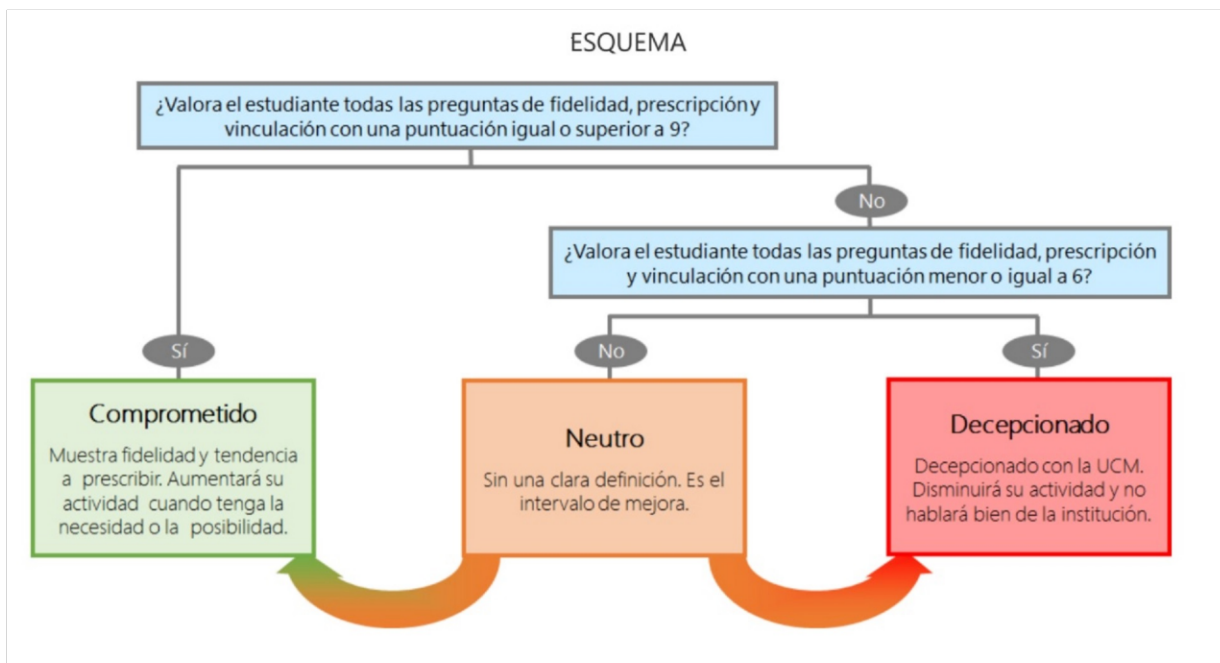 ESQUEMA
¿Valora el estudiante todas las preguntas de fidelidad, prescripción y
vinculación con una puntuación igual o superior a 9?
No
¿Valora el estudiante todas las preguntas de fidelidad, prescripción
y vinculación con una puntuación menor o igual a 6?
Sí
No
Sí
Comprometido
Muestra fidelidad y tendencia
a prescribir. Aumentará su
actividad cuando tenga la
necesidad o la posibilidad.
Neutro
Sin una clara definición. Es el
intervalo de mejora.
Decepcionado
Decepcionado con la UCM.
Disminuirá su actividad y no
hablará bien de la institución.